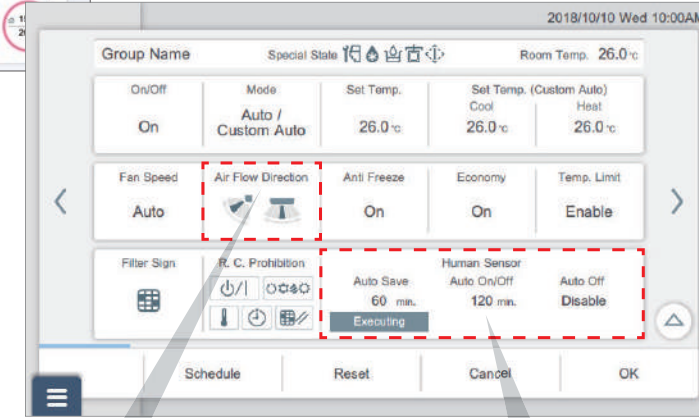 2018/10/10 Wed 10:00AM
Group Name Special State Room Temp. 26.0 °C
On/Off Mode Set Temp. Set Temp. (Custom Auto)
Cool Heat
On Auto / Custom Auto 26.0 °C 26.0 °C 26.0 °C
Fan Speed Air Flow Direction Anti Freeze Economy Temp. Limit
Auto On On Enable
Filter Sign R. C. Prohibition Human Sensor
Auto Save Auto On/Off Auto Off
60 min. 120 min. Disable
Executing
Schedule Reset Cancel OK